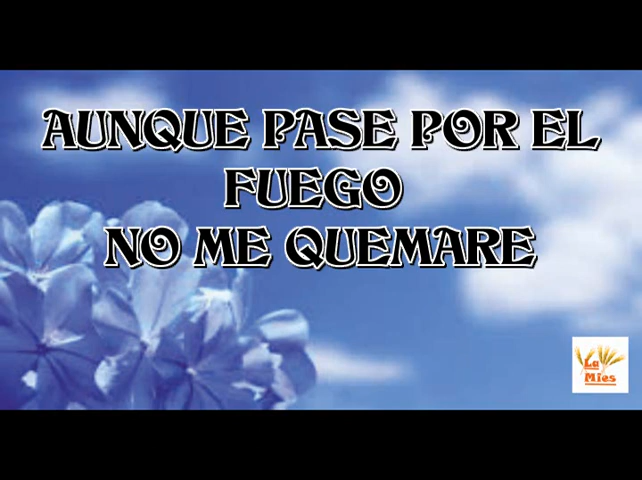 AUNQUE PASE POR EL
FUEGO
NO ME QUEMARE
La
Mies